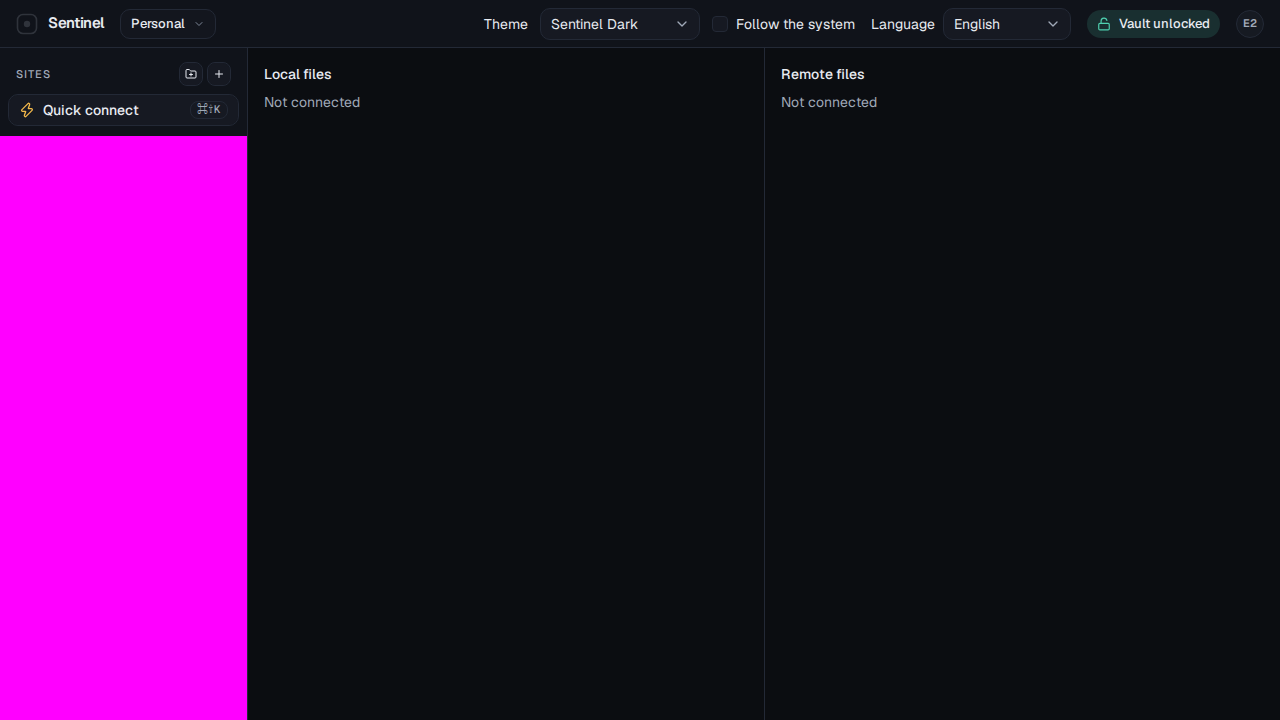 Sentinel
Personal
Theme
Sentinel Dark
Follow the system
Language
English
Vault unlocked
E2
SITES
Quick connect
⌘⇧K
Local files
Not connected
Remote files
Not connected